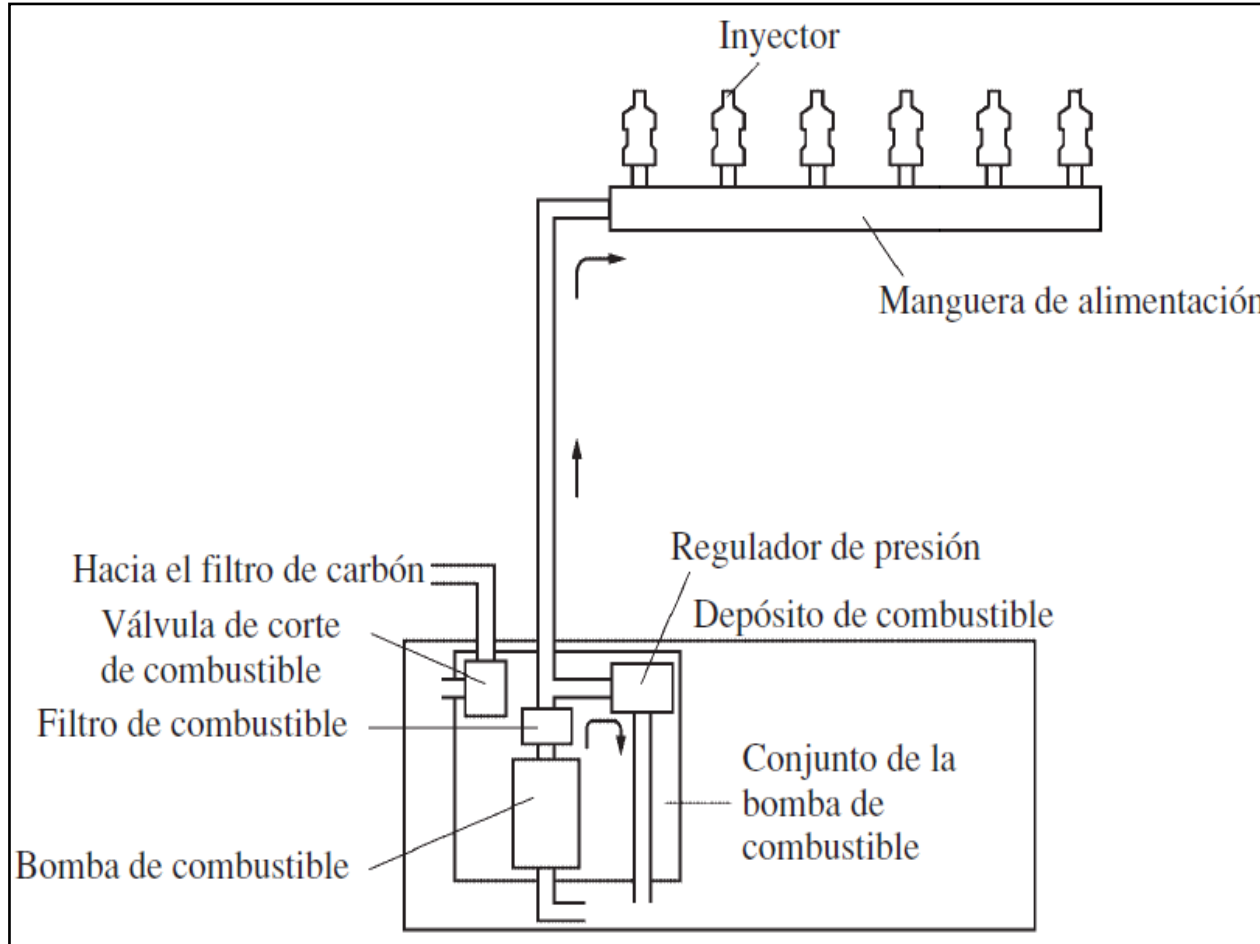 Inyector
Manguera de alimentación
Regulador de presión
Hacia el filtro de carbón
Depósito de combustible
Válvula de corte
de combustible
Filtro de combustible
Conjunto de la
bomba de
combustible
Bomba de combustible